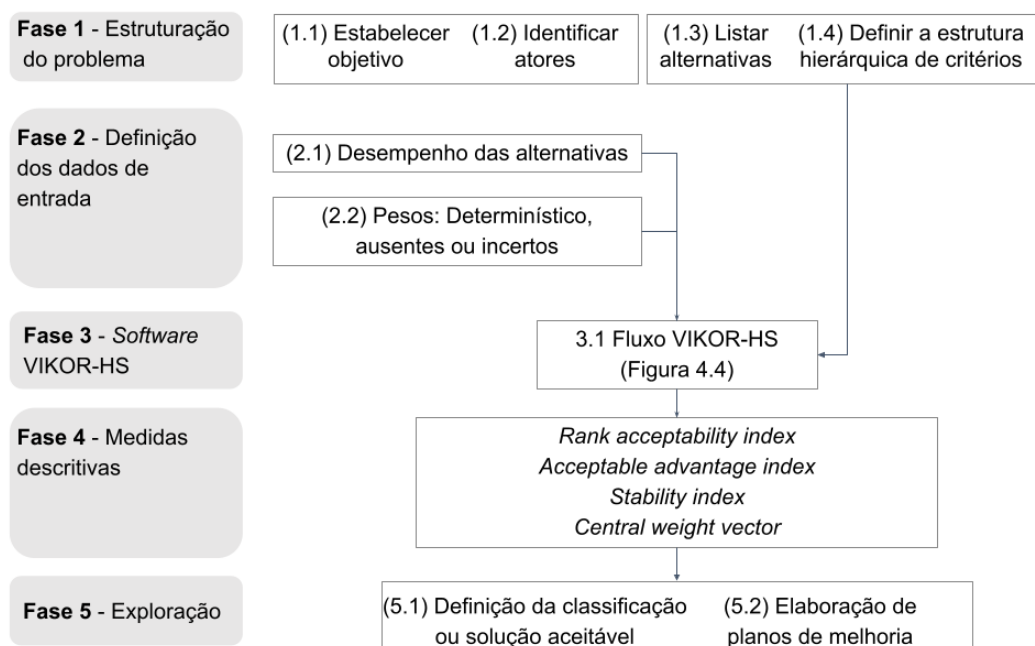 Fase 1 - Estruturação
do problema
(1.1) Estabelecer
objetivo
(1.2) Identificar
atores
(1.3) Listar
alternativas
(1.4) Definir a estrutura
hierárquica de critérios
Fase 2 - Definição
dos dados de
entrada
(2.1) Desempenho das alternativas
(2.2) Pesos: Determinístico,
ausentes ou incertos
Fase 3 - Software
VIKOR-HS
3.1 Fluxo VIKOR-HS
(Figura 4.4)
Fase 4 - Medidas
descritivas
Rank acceptability index
Acceptable advantage index
Stability index
Central weight vector
Fase 5 - Exploração
(5.1) Definição da classificação
ou solução aceitável
(5.2) Elaboração de
planos de melhoria